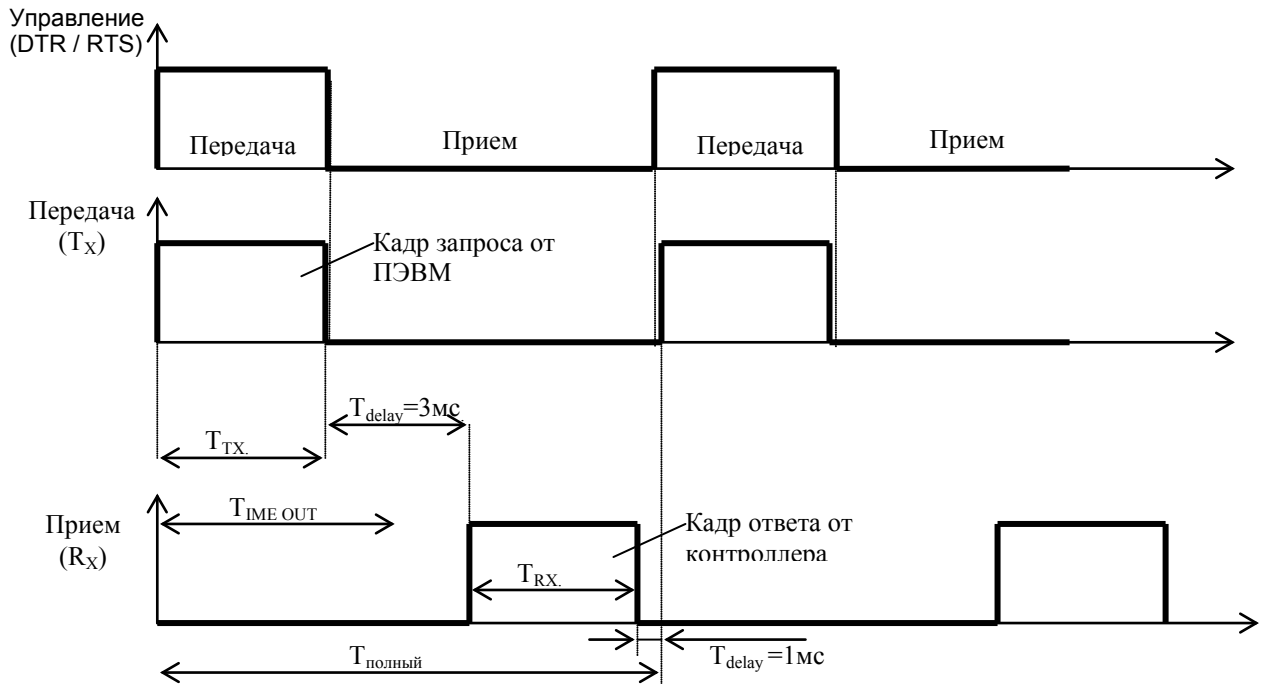 Управление
(DTR / RTS)
Передача
Прием
Передача
Прием
Передача
(TX)
Кадр запроса от
ПЭВМ
Tdelay=3мс.
TTX.
Прием
(RX)
TIME OUT
Кадр ответа от
контроллера
TRX.
Tполный
Tdelay =1мс